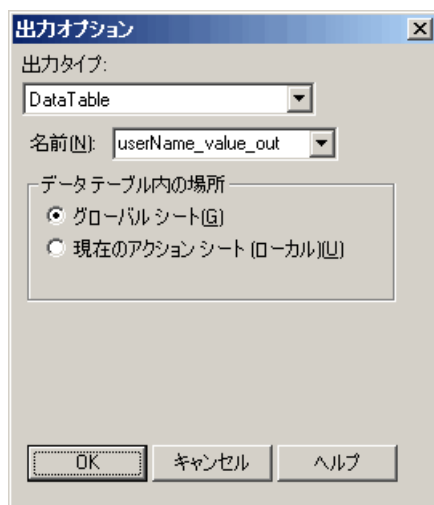 出力オプション
出力タイプ:
DataTable
名前(N): userName_value_out
データ テーブル内の場所
グローバル シート(G)
現在のアクション シート (ローカル)(U)
OK キャンセル ヘルプ